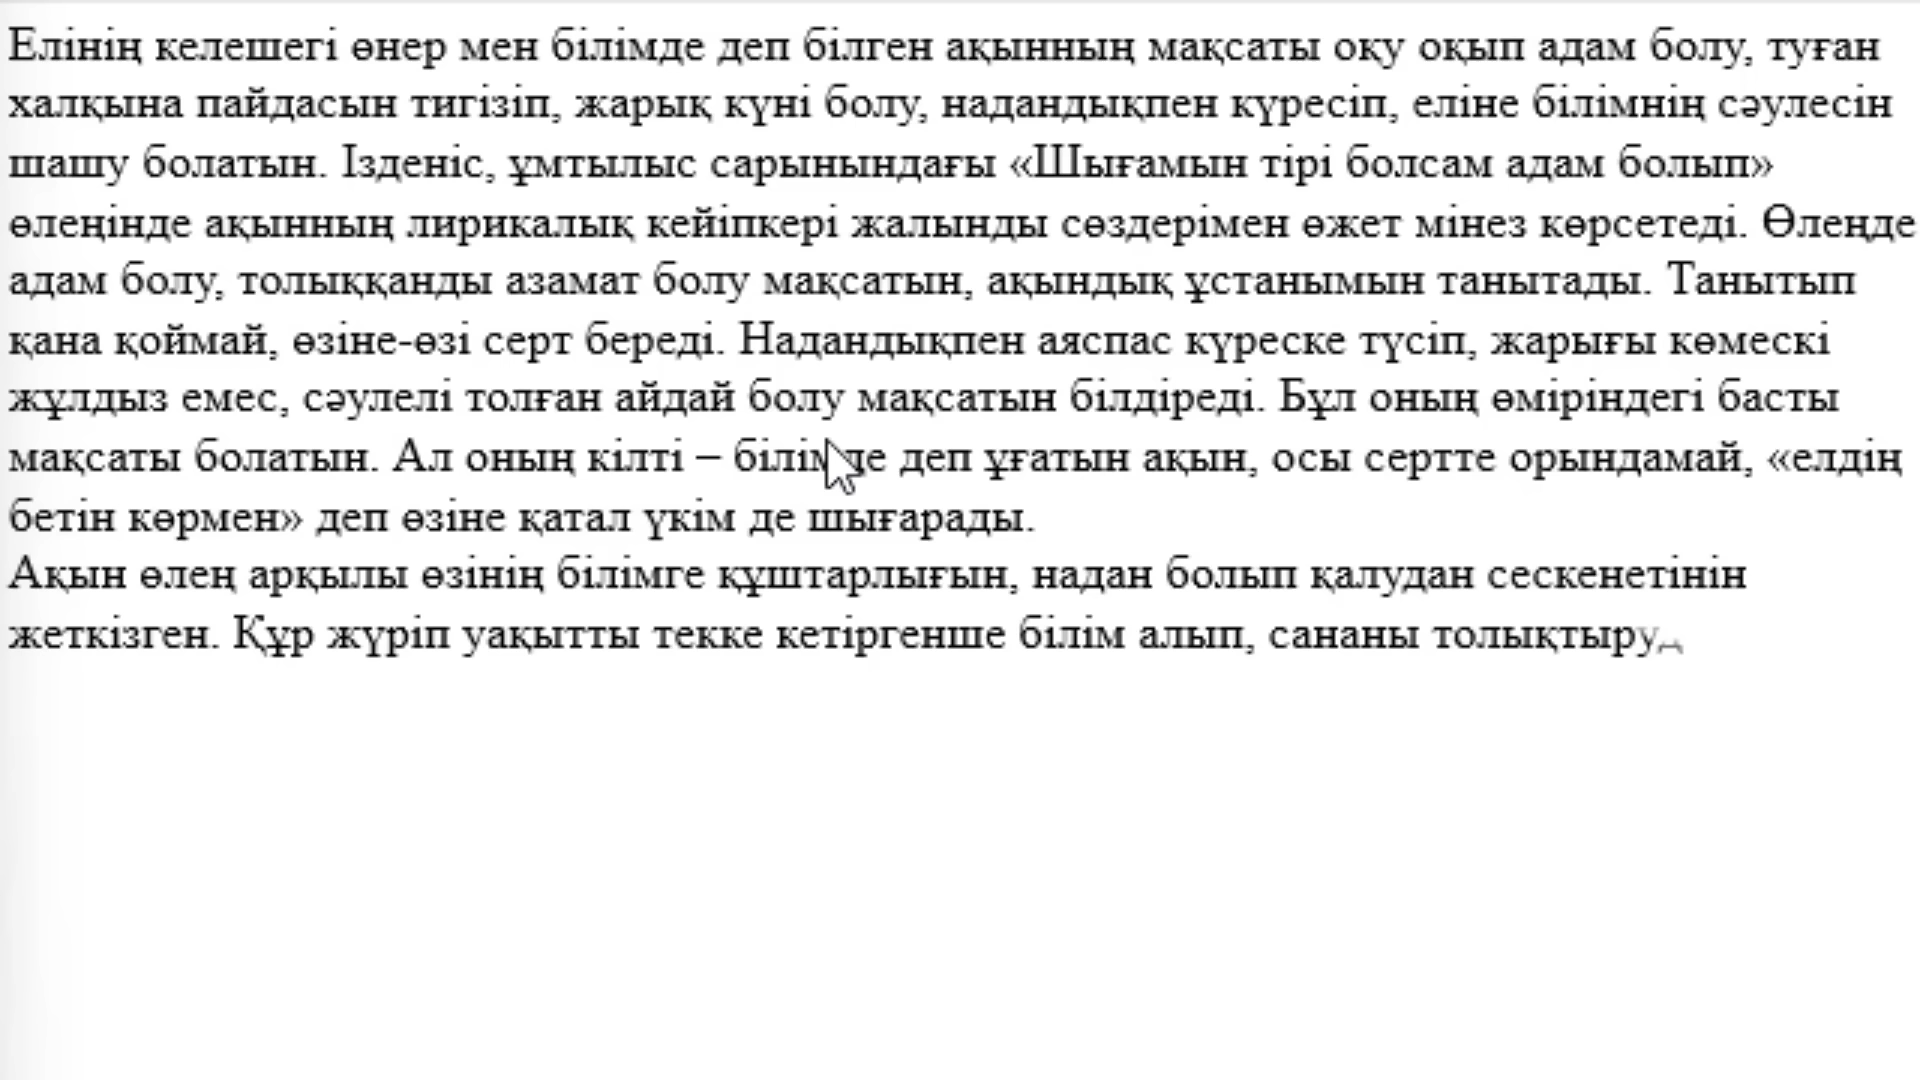 Елінің келешегі өнер мен білімде деп білген ақынның мақсаты оқу оқып адам болу, туған
халқына пайдасын тигізіп, жарық күні болу, надандықпен күресіп, еліне білімнің сәулесін
шашу болатын. Ізденіс, ұмтылыс сарынындағы «Шығамын тірі болсам адам болып»
өлеңінде ақынның лирикалық кейіпкері жалынды сөздерімен өжет мінез көрсетеді. Өлеңде
адам болу, толыққанды азамат болу мақсатын, ақындық ұстанымын танытады. Танытып
қана қоймай, өзіне-өзі серт береді. Надандықпен аяспас күреске түсіп, жарығы көмескі
жұлдыз емес, сәулелі толған айдай болу мақсатын білдіреді. Бұл оның өміріндегі басты
мақсаты болатын. Ал оның кілті – білімде деп ұғатын ақын, осы сертте орындамай, «елдің
бетін көрмен» деп өзіне қатал үкім де шығарады.
Ақын өлең арқылы өзінің білімге құштарлығын, надан болып қалудан сескенетінін
жеткізген. Құр жүріп уақытты текке кетіргенше білім алып, сананы